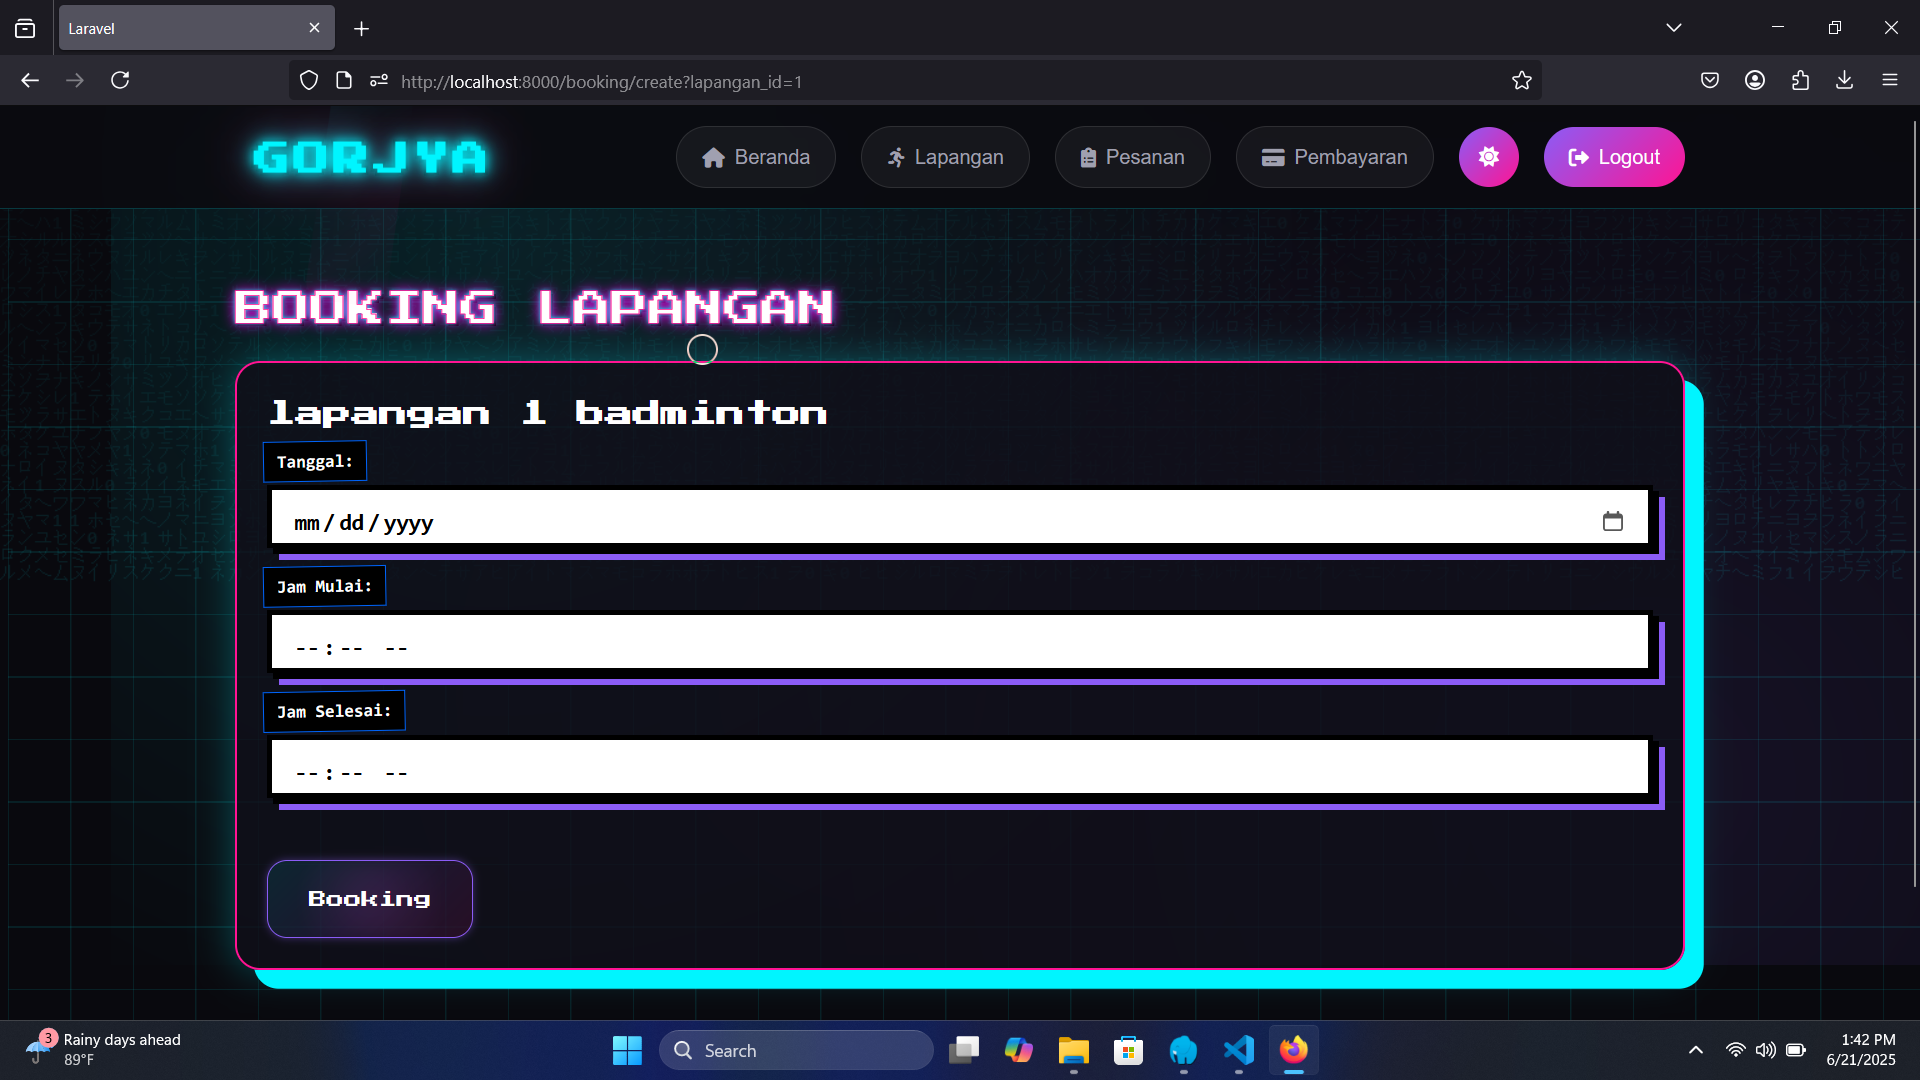 Laravel
http://localhost:8000/booking/create?lapangan_id=1
GORJYA
Beranda
Lapangan
Pesanan
Pembayaran
Logout
BOOKING LAPANGAN
lapangan 1 badminton
Tanggal:
mm/dd/yyyy
Jam Mulai:
--:-- --
Jam Selesai:
--:-- --
Booking
3
Rainy days ahead
89°F
Search
1:42 PM
6/21/2025